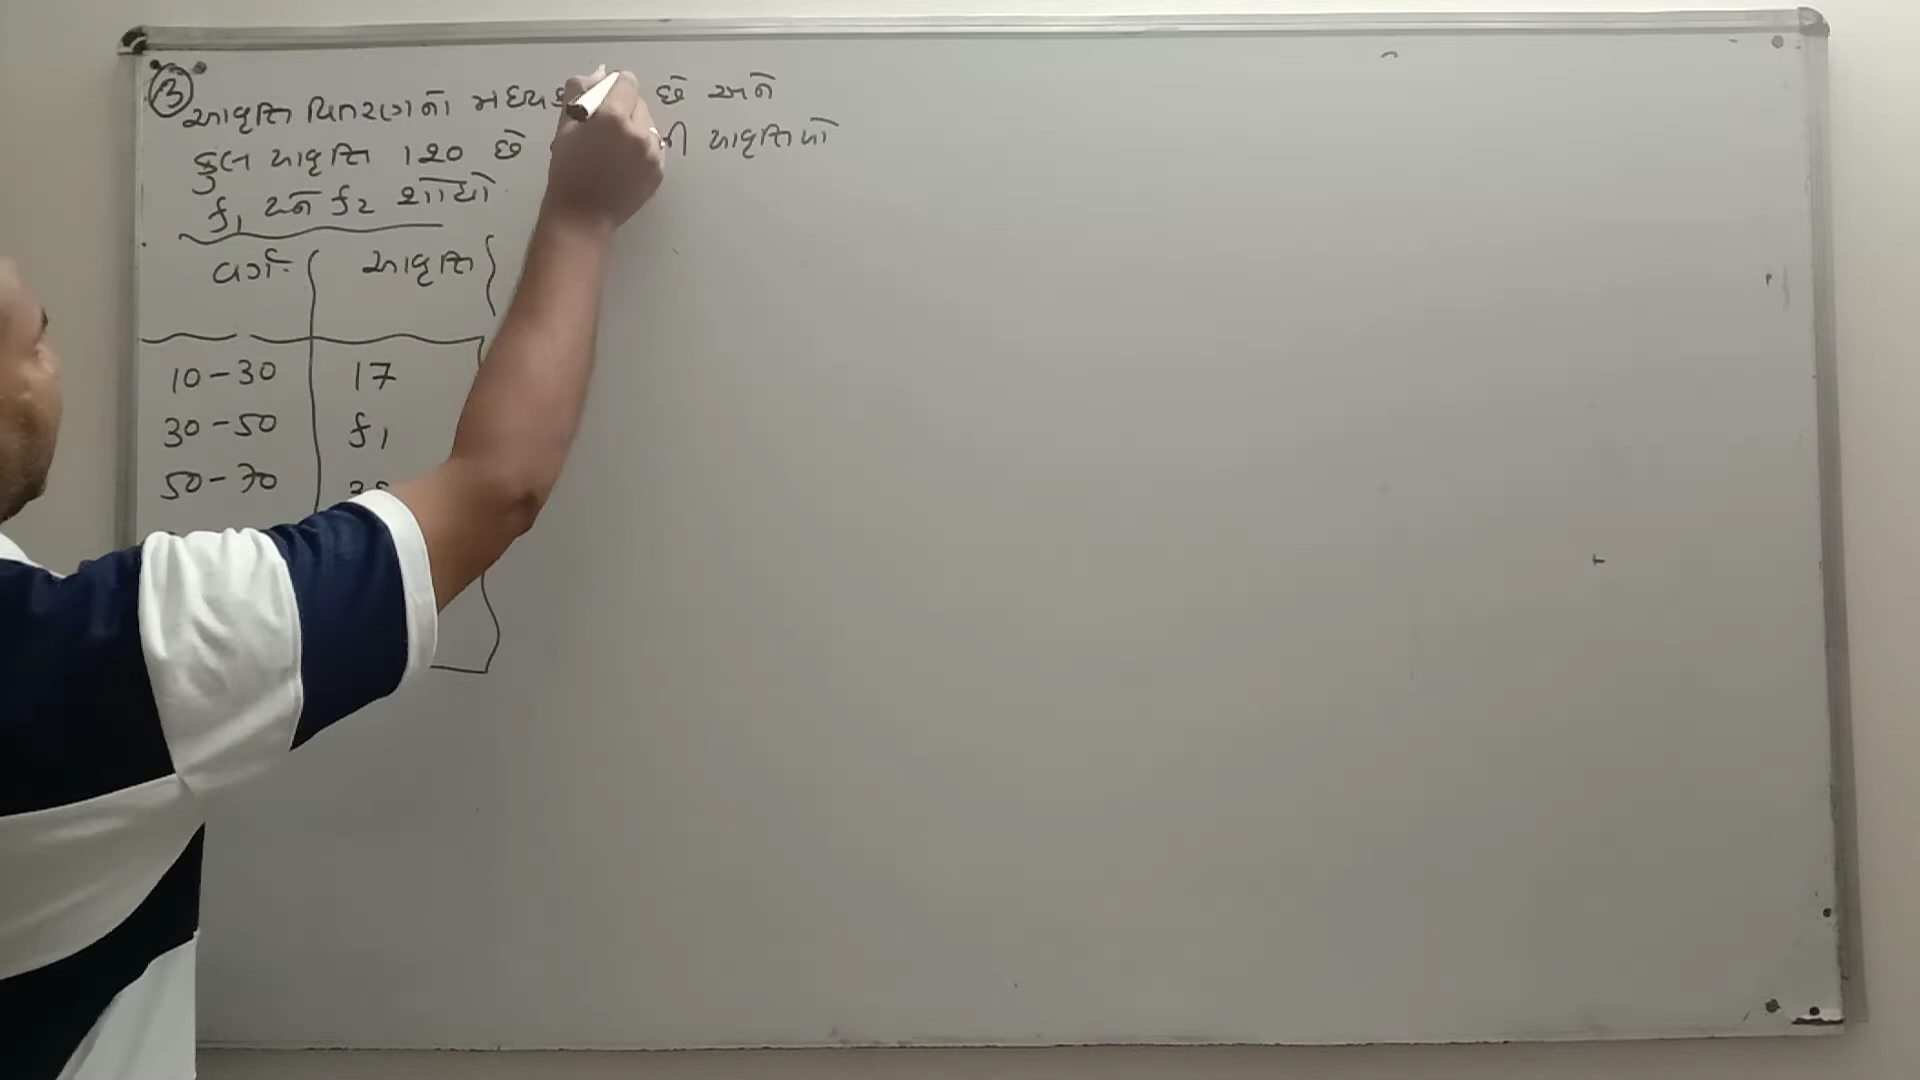 3
આવૃત્તિ વિતરણનો મધ્યક છે અને
કુલ આવૃત્તિ 120 છે ની આવૃત્તિઓ
f1 અને f2 શોધો
વર્ગ આવૃત્તિ
10-30 17
30-50 f1
50-70